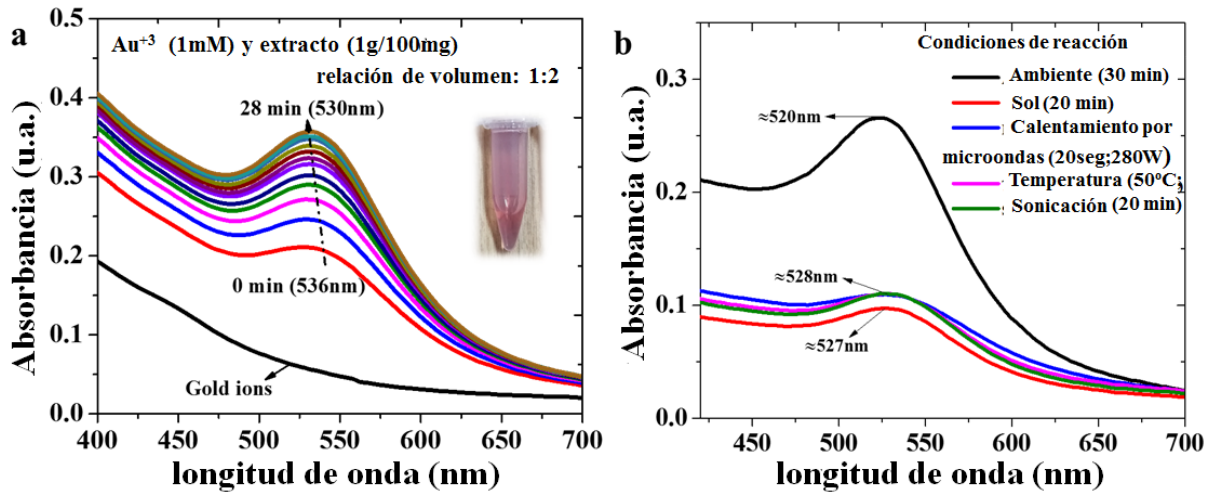 a
Au+3 (1mM) y extracto (1g/100mg)
relación de volumen: 1:2
28 min (530nm)
0 min (536nm)
Gold ions
Absorbancia (u.a.)
0.5
0.4
0.3
0.2
0.1
0.0
400 450 500 550 600 650 700
longitud de onda (nm)
b
Condiciones de reacción
Ambiente (30 min)
Sol (20 min)
Calentamiento por
microondas (20seg;280W)
Temperatura (50ºC;
Sonicación (20 min)
≈520nm
≈528nm
≈527nm
Absorbancia (u.a.)
0.3
0.2
0.1
0.0
450 500 550 600 650 700
longitud de onda (nm)